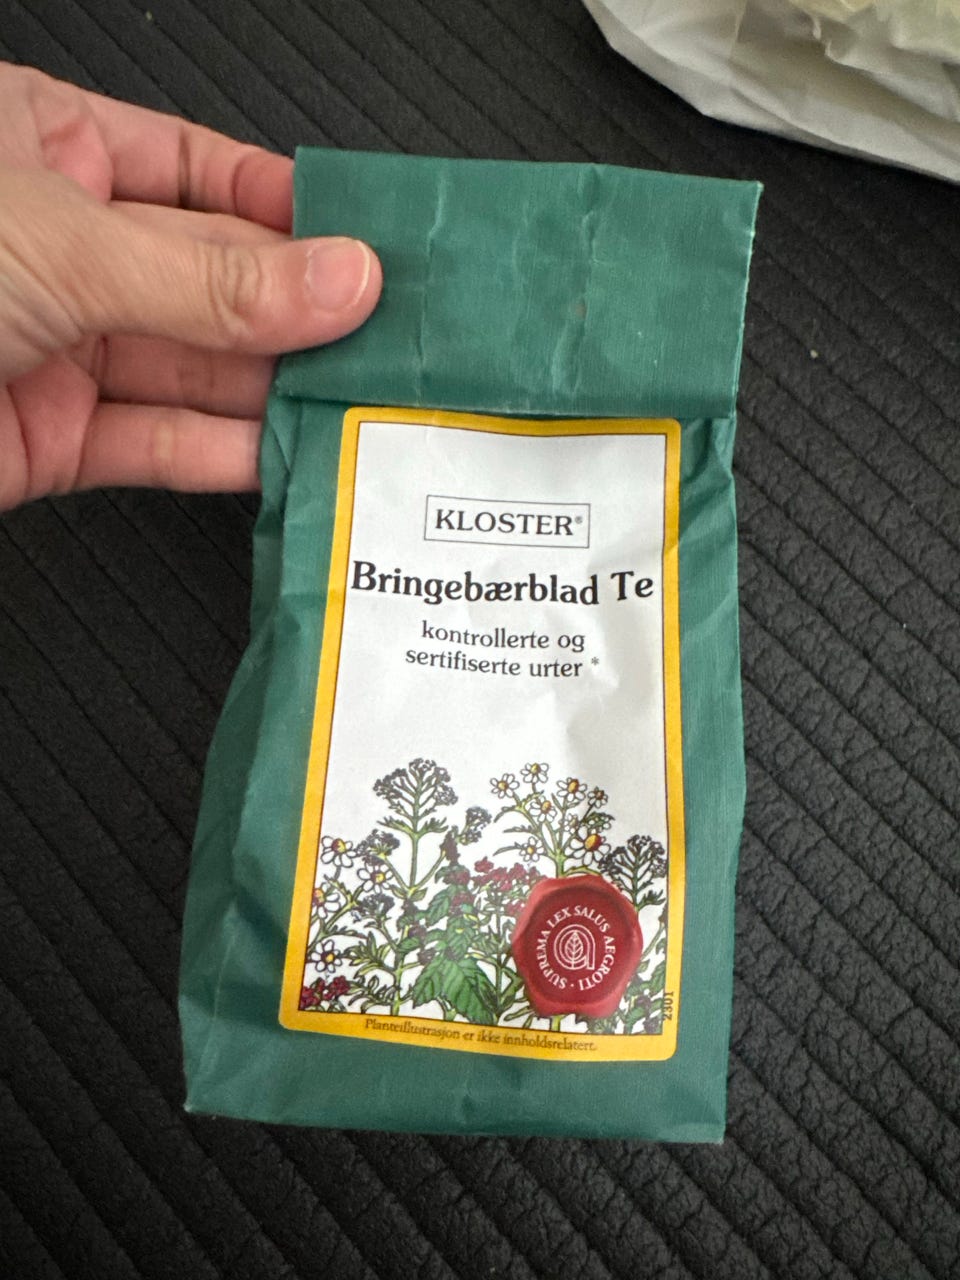 KLOSTER®
Bringebærblad Te
kontrollerte og
sertifiserte urter *
SUPREMA LEX SALUS AEGROTI ·
2301
Planteillustrasjon er ikke innholdsrelatert.